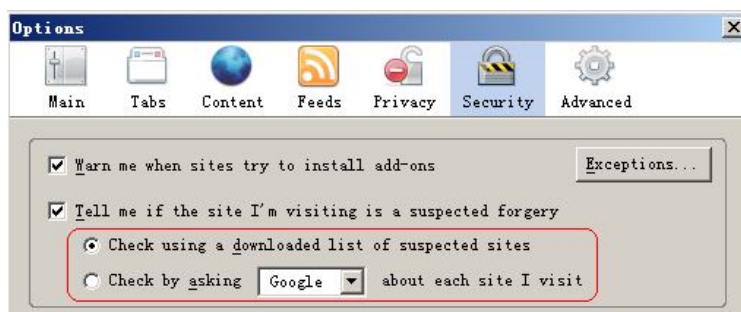 Options
Main Tabs Content Feeds Privacy Security Advanced
Warn me when sites try to install add-ons Exceptions...
Tell me if the site I'm visiting is a suspected forgery
Check using a downloaded list of suspected sites
Check by asking Google about each site I visit